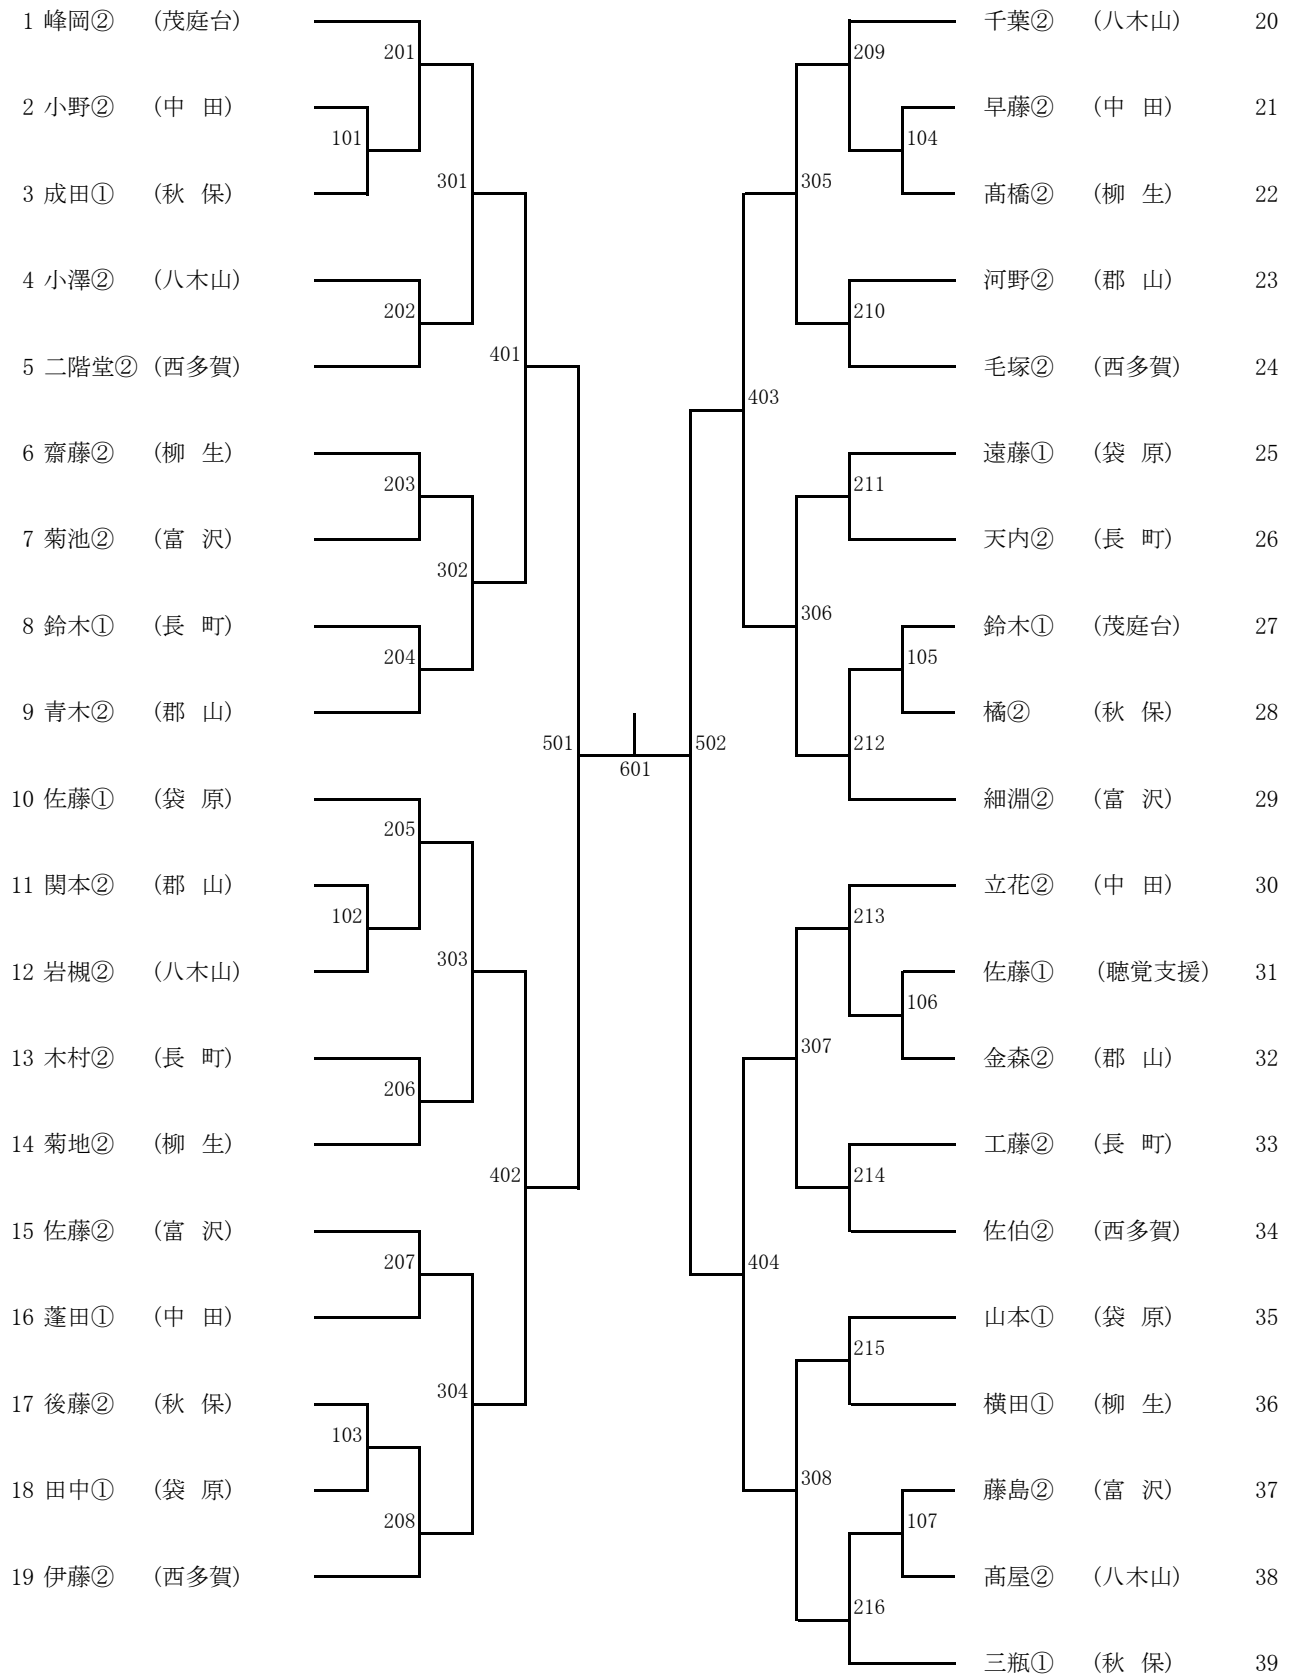 1 峰岡② (茂庭台)
201
2 小野② (中 田)
101
3 成田① (秋 保)
301
4 小澤② (八木山)
202
5 二階堂② (西多賀)
401
6 齋藤② (柳 生)
203
7 菊池② (富 沢)
302
8 鈴木① (長 町)
204
9 青木② (郡 山)
501
10 佐藤① (袋 原)
205
11 関本② (郡 山)
102
12 岩槻② (八木山)
303
13 木村② (長 町)
206
14 菊地② (柳 生)
402
15 佐藤② (富 沢)
207
16 蓬田① (中 田)
304
17 後藤② (秋 保)
103
18 田中① (袋 原)
208
19 伊藤② (西多賀)
601
千葉② (八木山) 20
209
早藤② (中 田) 21
104
髙橋② (柳 生) 22
305
河野② (郡 山) 23
210
毛塚② (西多賀) 24
403
遠藤① (袋 原) 25
211
天内② (長 町) 26
306
鈴木① (茂庭台) 27
105
橘② (秋 保) 28
502
212
細淵② (富 沢) 29
立花② (中 田) 30
213
佐藤① (聴覚支援) 31
106
金森② (郡 山) 32
307
工藤② (長 町) 33
214
佐伯② (西多賀) 34
404
山本① (袋 原) 35
215
横田① (柳 生) 36
308
藤島② (富 沢) 37
107
髙屋② (八木山) 38
216
三瓶① (秋 保) 39